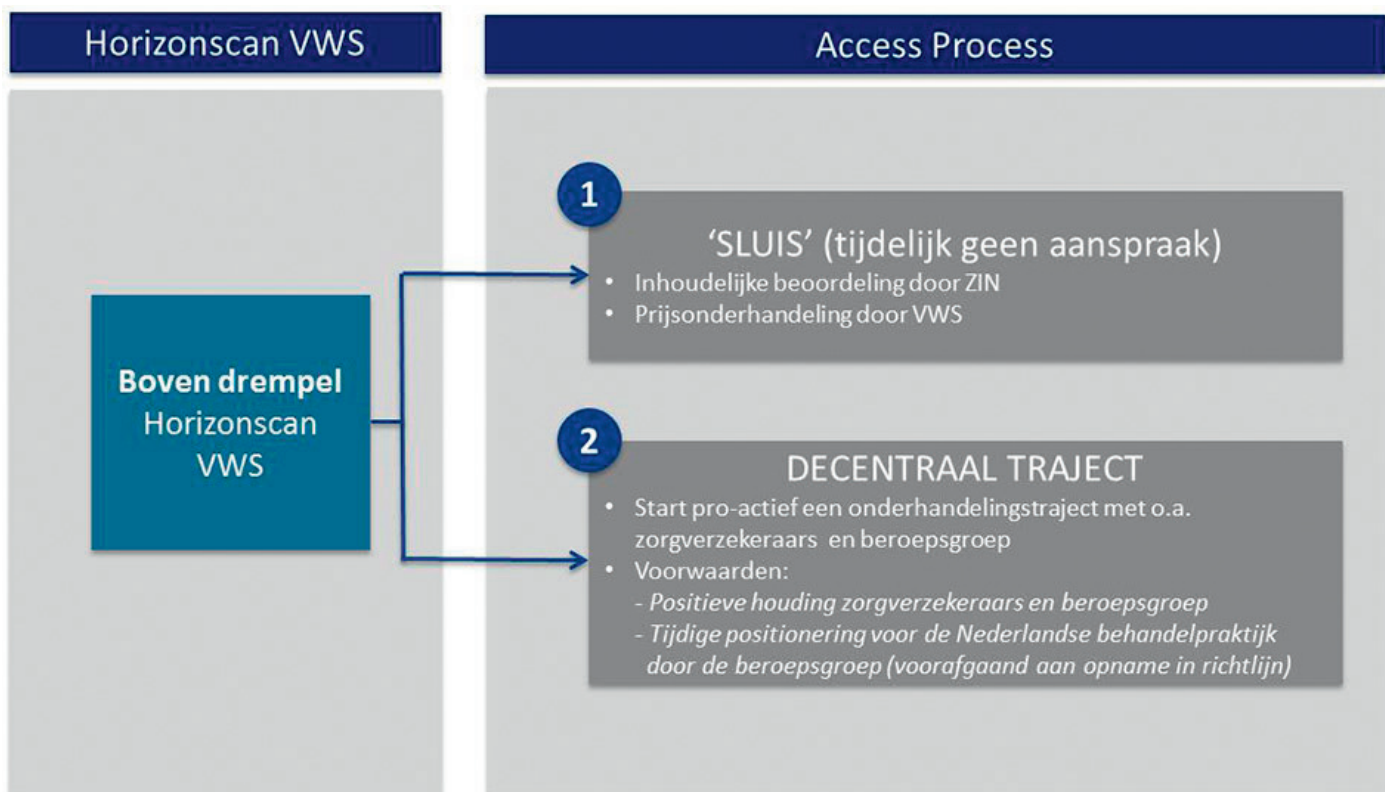 Horizonscan VWS
Access Process
Boven drempel
Horizonscan
VWS
1
‘SLUIS’ (tijdelijk geen aanspraak)
• Inhoudelijke beoordeling door ZIN
• Prijsonderhandeling door VWS
2
DECENTRAAL TRAJECT
• Start pro-actief een onderhandelingstraject met o.a.
zorgverzekeraars en beroepsgroep
• Voorwaarden:
- Positieve houding zorgverzekeraars en beroepsgroep
- Tijdige positionering voor de Nederlandse behandelpraktijk
door de beroepsgroep (voorafgaand aan opname in richtlijn)